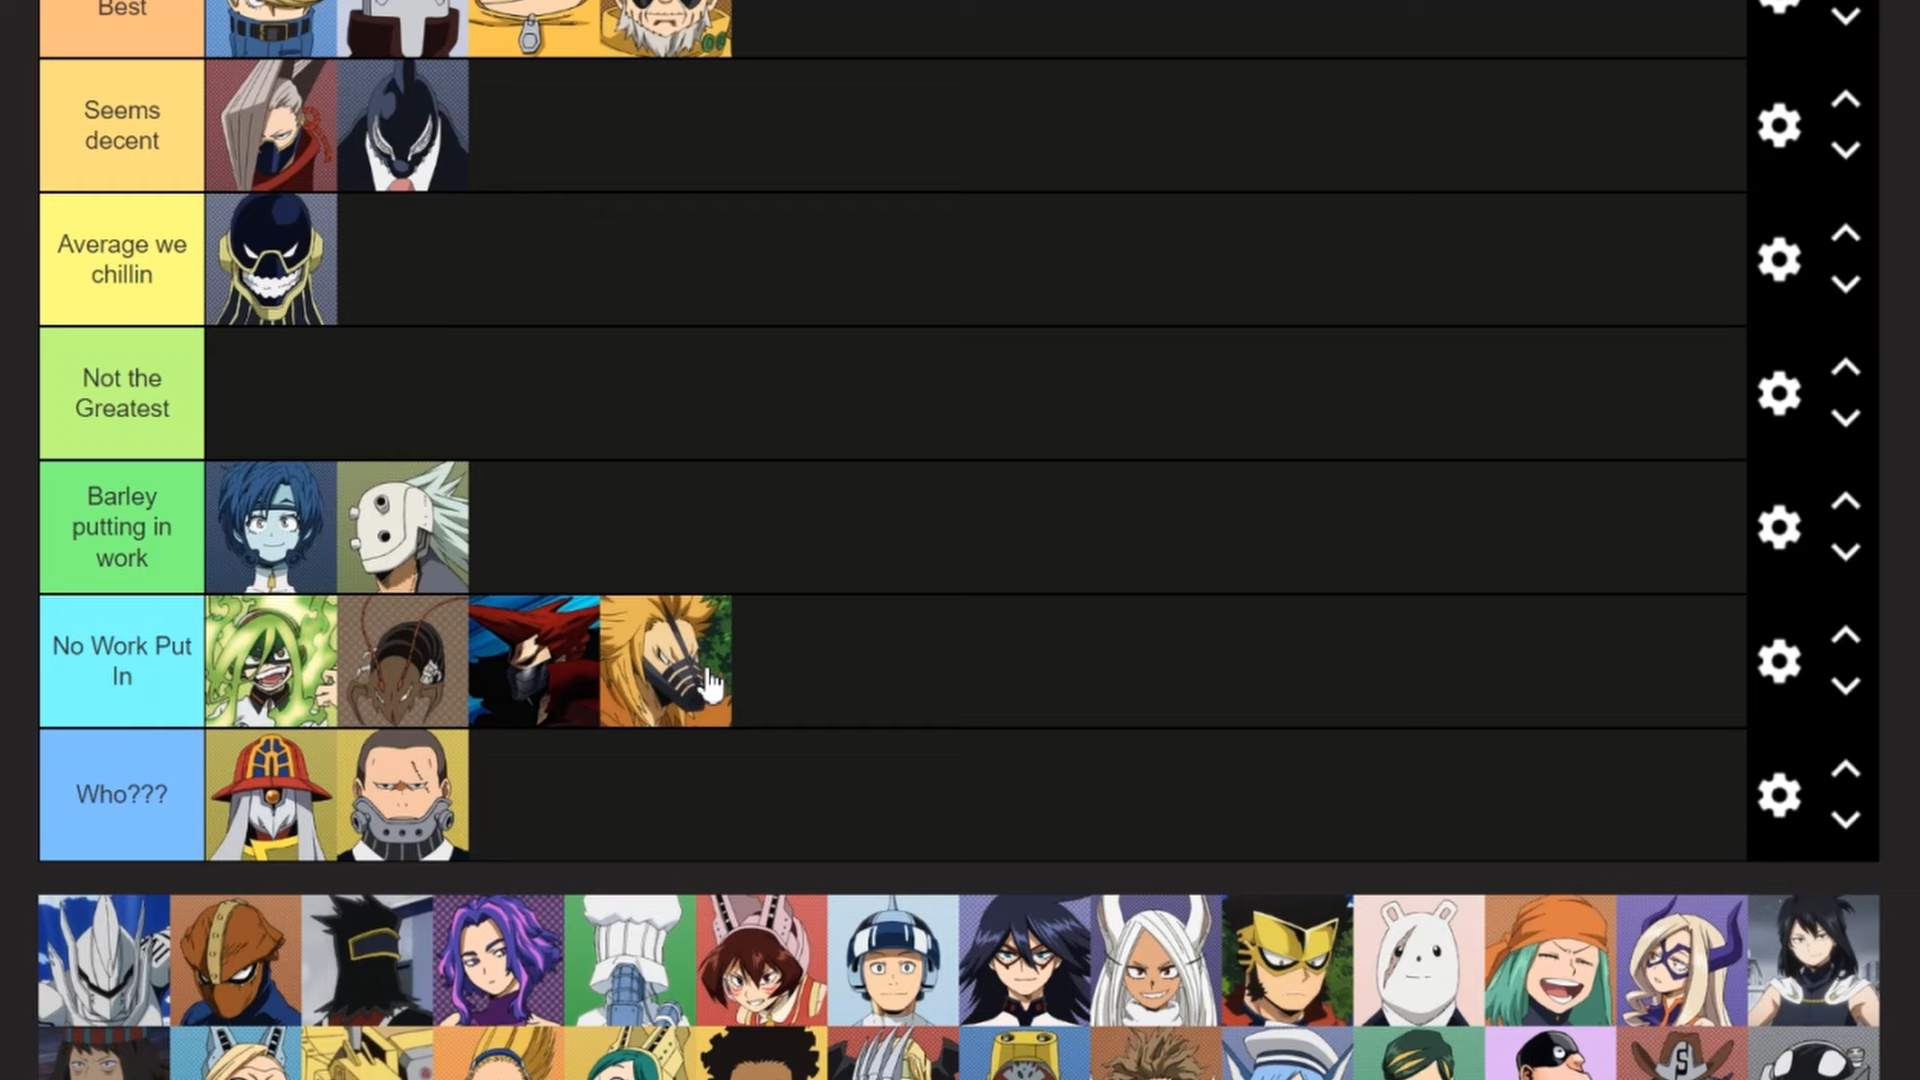 Best
Seems
decent
Average we
chillin
Not the
Greatest
Barley
putting in
work
No Work Put
In
Who???
S